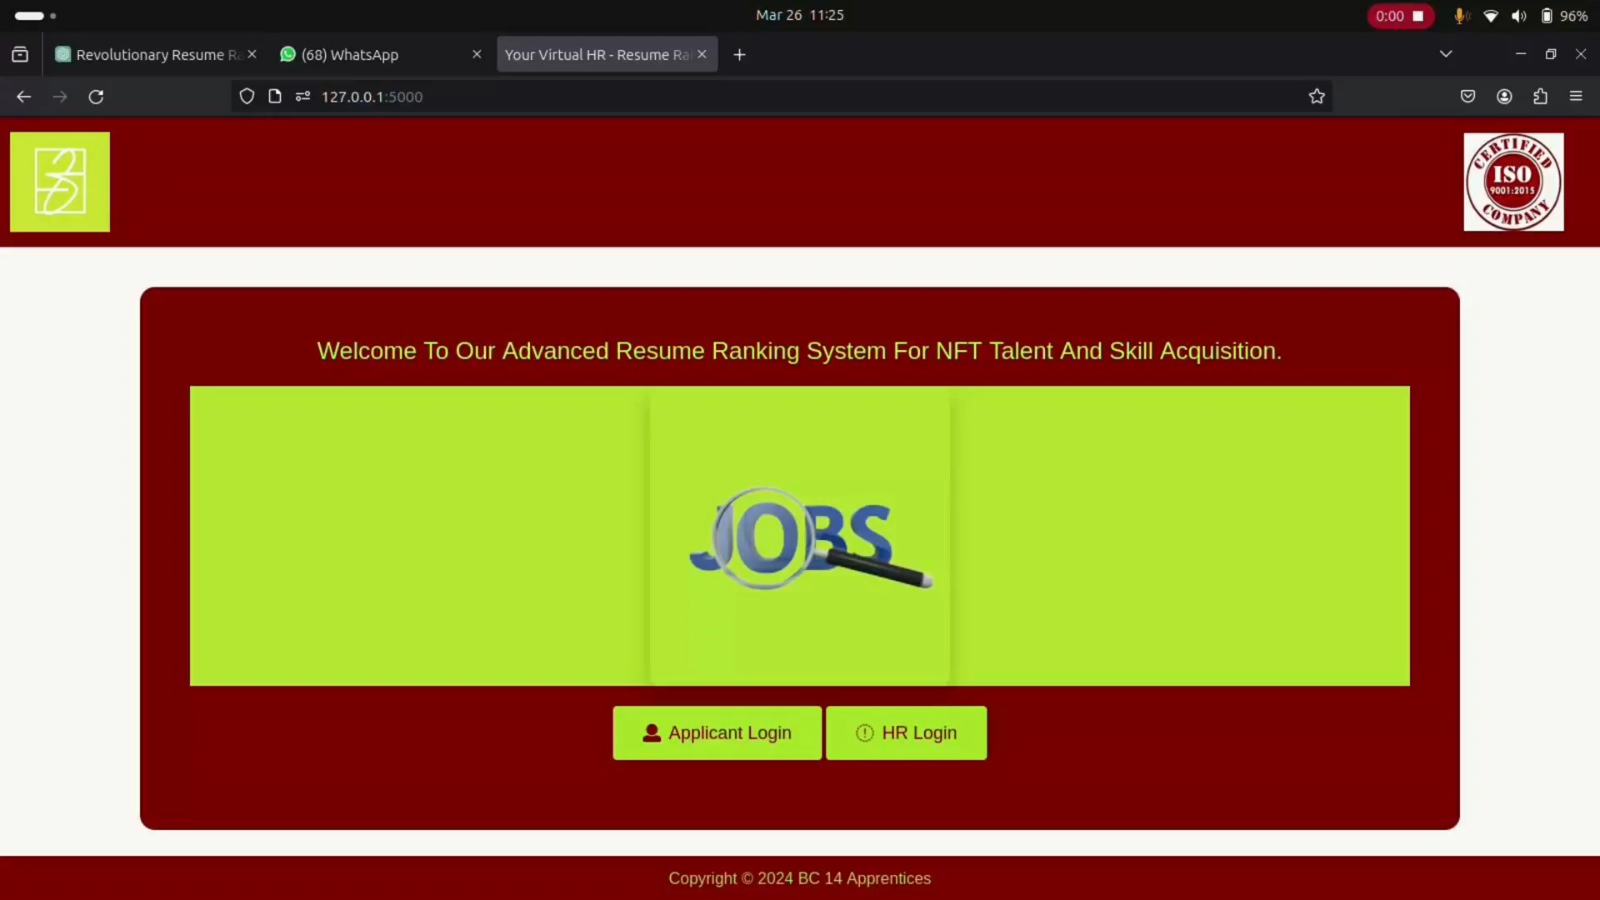 Mar 26 11:25
0:00
96%
Revolutionary Resume Ra
(68) WhatsApp
Your Virtual HR - Resume Ra
127.0.0.1:5000
CERTIFIED
ISO
9001:2015
COMPANY
Welcome To Our Advanced Resume Ranking System For NFT Talent And Skill Acquisition.
JOBS
Applicant Login
HR Login
Copyright © 2024 BC 14 Apprentices